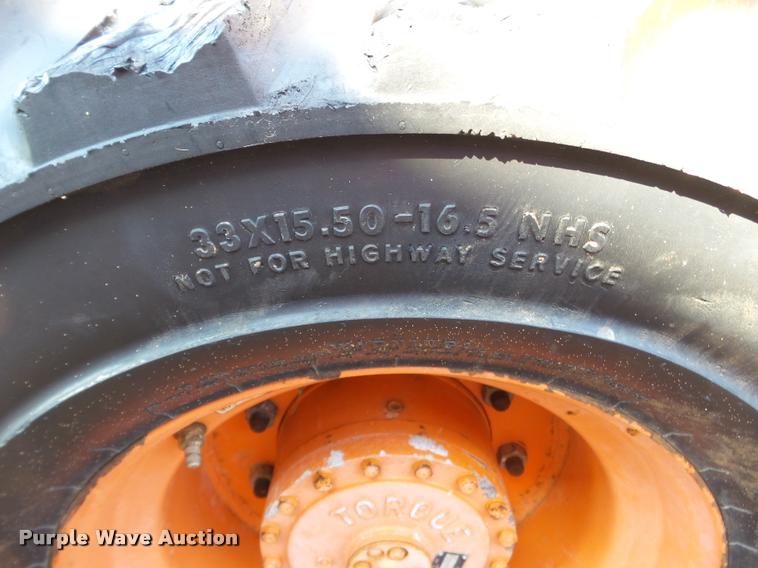 33X15.50-16.5 NHS
NOT FOR HIGHWAY SERVICE
TORQUE
Purple Wave Auction